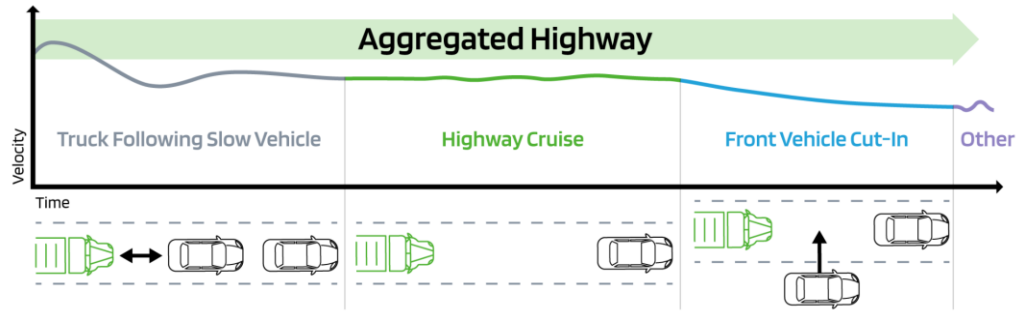 Aggregated Highway
Velocity
Truck Following Slow Vehicle
Highway Cruise
Front Vehicle Cut-In
Other
Time